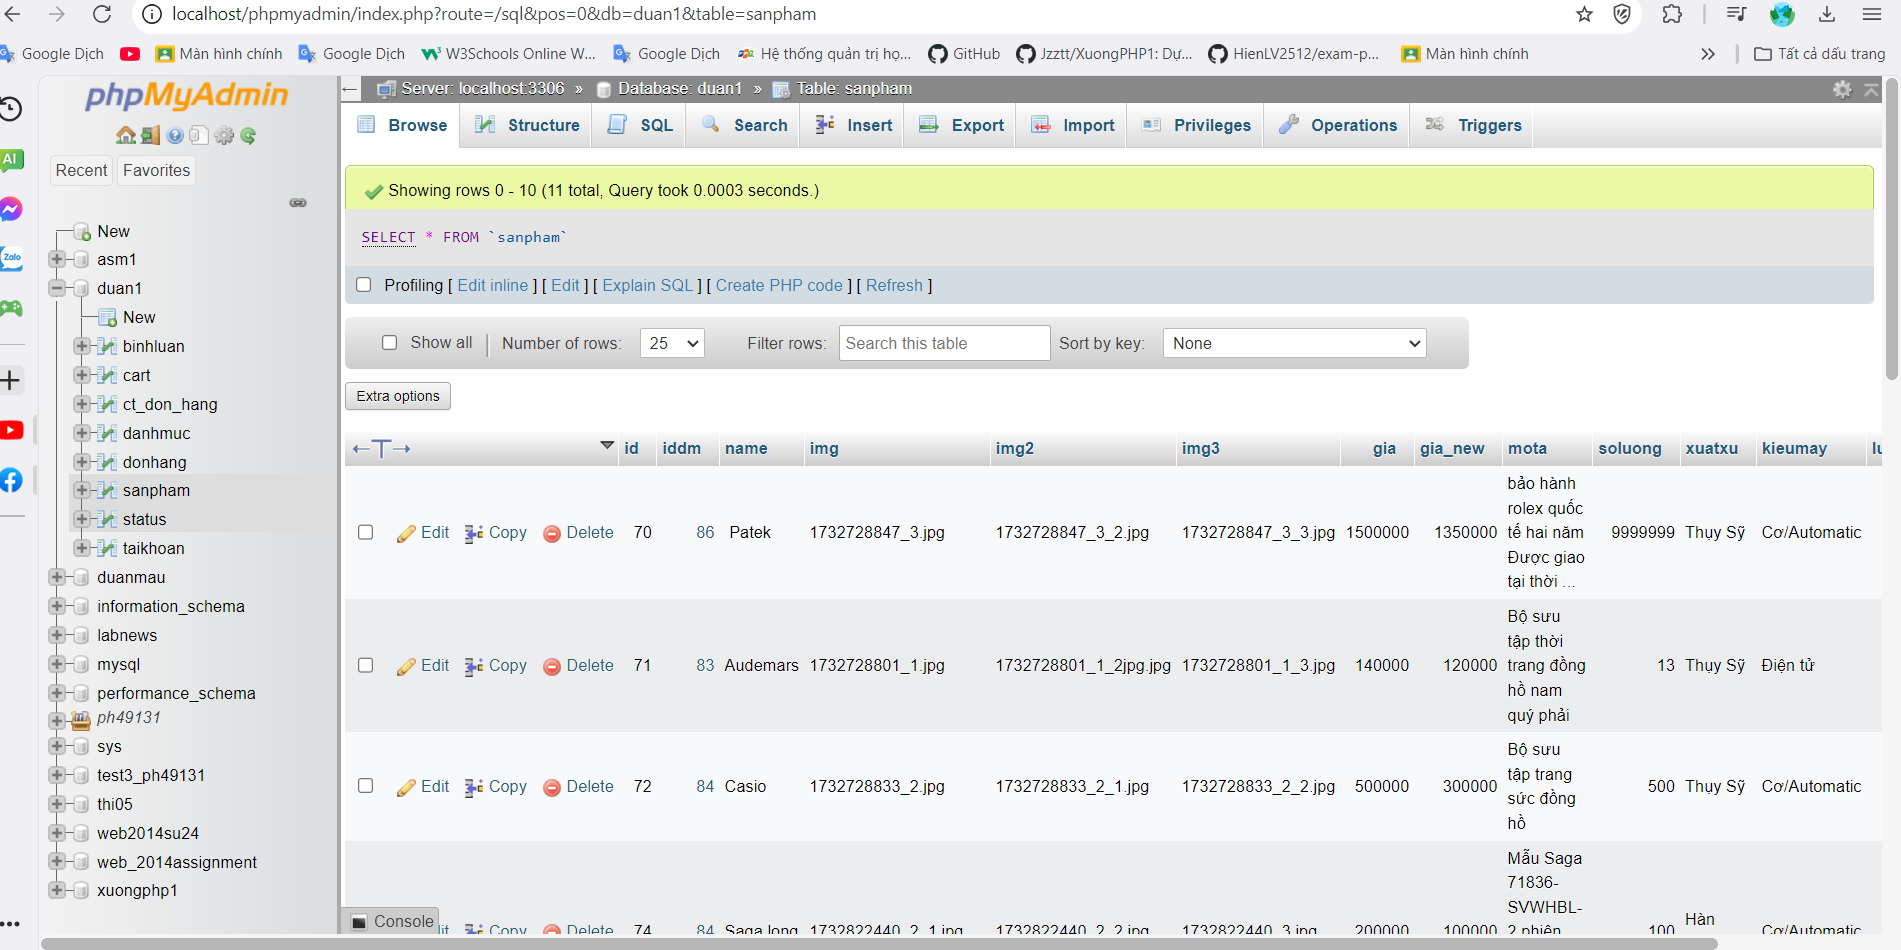 localhost/phpmyadmin/index.php?route=/sql&pos=0&db=duan1&table=sanpham
Google Dịch Màn hình chính Google Dịch W3Schools Online W... Google Dịch Hệ thống quản trị họ... GitHub Jzztt/XuongPHP1: Dự,... HienLV2512/exam-p... Màn hình chính » Tất cả dấu trang
AI
Zalo
phpMyAdmin
Recent Favorites
New
asm1
duan1
New
binhluan
cart
ct_don_hang
danhmuc
donhang
sanpham
status
taikhoan
duanmau
information_schema
labnews
mysql
performance_schema
ph49131
sys
test3_ph49131
thi05
web2014su24
web_2014assignment
xuongphp1
Server: localhost:3306 » Database: duan1 » Table: sanpham
Browse Structure SQL Search Insert Export Import Privileges Operations Triggers
Showing rows 0 - 10 (11 total, Query took 0.0003 seconds.)
SELECT * FROM `sanpham`
Profiling [ Edit inline ] [ Edit ] [ Explain SQL ] [ Create PHP code ] [ Refresh ]
Show all Number of rows: 25 Filter rows: Search this table Sort by key: None
Extra options
←T→ id iddm name img img2 img3 gia gia_new mota soluong xuatxu kieumay
Edit Copy Delete 70 86 Patek 1732728847_3.jpg 1732728847_3_2.jpg 1732728847_3_3.jpg 1500000 1350000
bảo hành
rolex quốc
tế hai năm
Được giao
tại thời ...
9999999 Thụy Sỹ Cơ/Automatic
Edit Copy Delete 71 83 Audemars 1732728801_1.jpg 1732728801_1_2jpg.jpg 1732728801_1_3.jpg 140000 120000
Bộ sưu
tập thời
trang đồng
hồ nam
quý phải
13 Thụy Sỹ Điện tử
Edit Copy Delete 72 84 Casio 1732728833_2.jpg 1732728833_2_1.jpg 1732728833_2_2.jpg 500000 300000
Bộ sưu
tập trang
sức đồng
hồ
500 Thụy Sỹ Cơ/Automatic
Copy Delete 74 84 Saga long 1732822440_2_1.jpg 1732822440_2_2.jpg 1732822440_3.jpg 200000 100000
Mẫu Saga
71836-
SVWHBL-
2 phiên
100 Hàn Cơ/Automatic
Console